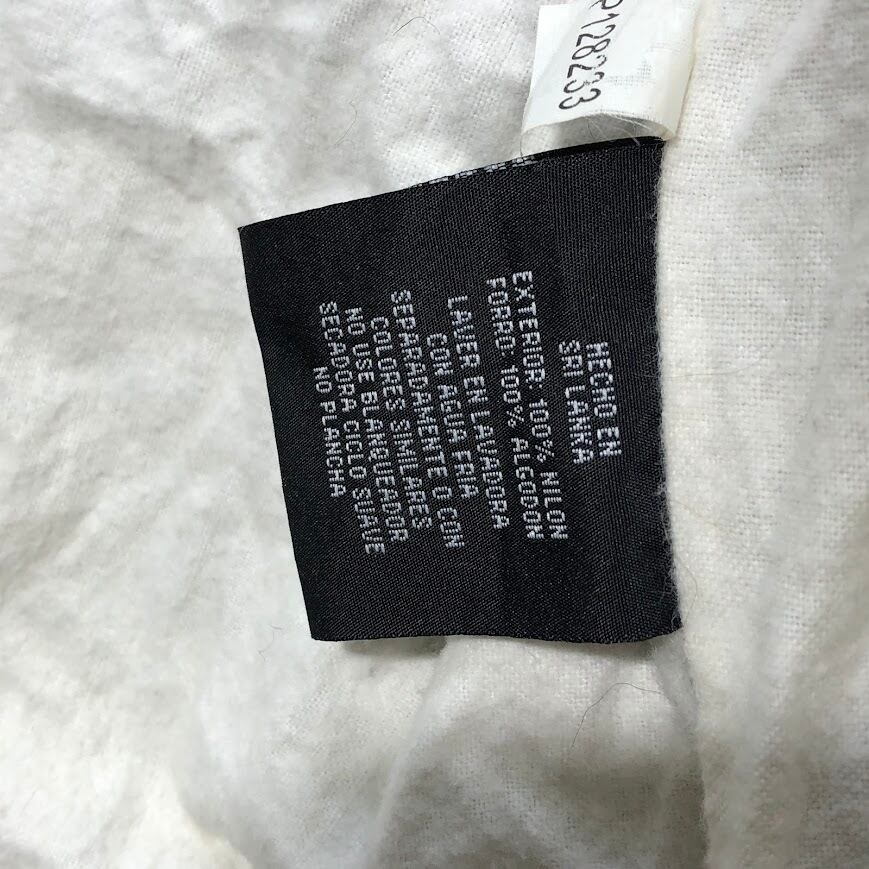 P128233
HECHO EN
SRI LANKA
EXTERIOR: 100% NILON
FORRO: 100% ALGODON
LAVER EN LAVADORA
CON AGUA FRIA
SEPARADAMENTE O CON
COLORES SIMILARES
NO USE BLANQUEADOR
SECADORA CICLO SUAVE
NO PLANCHA